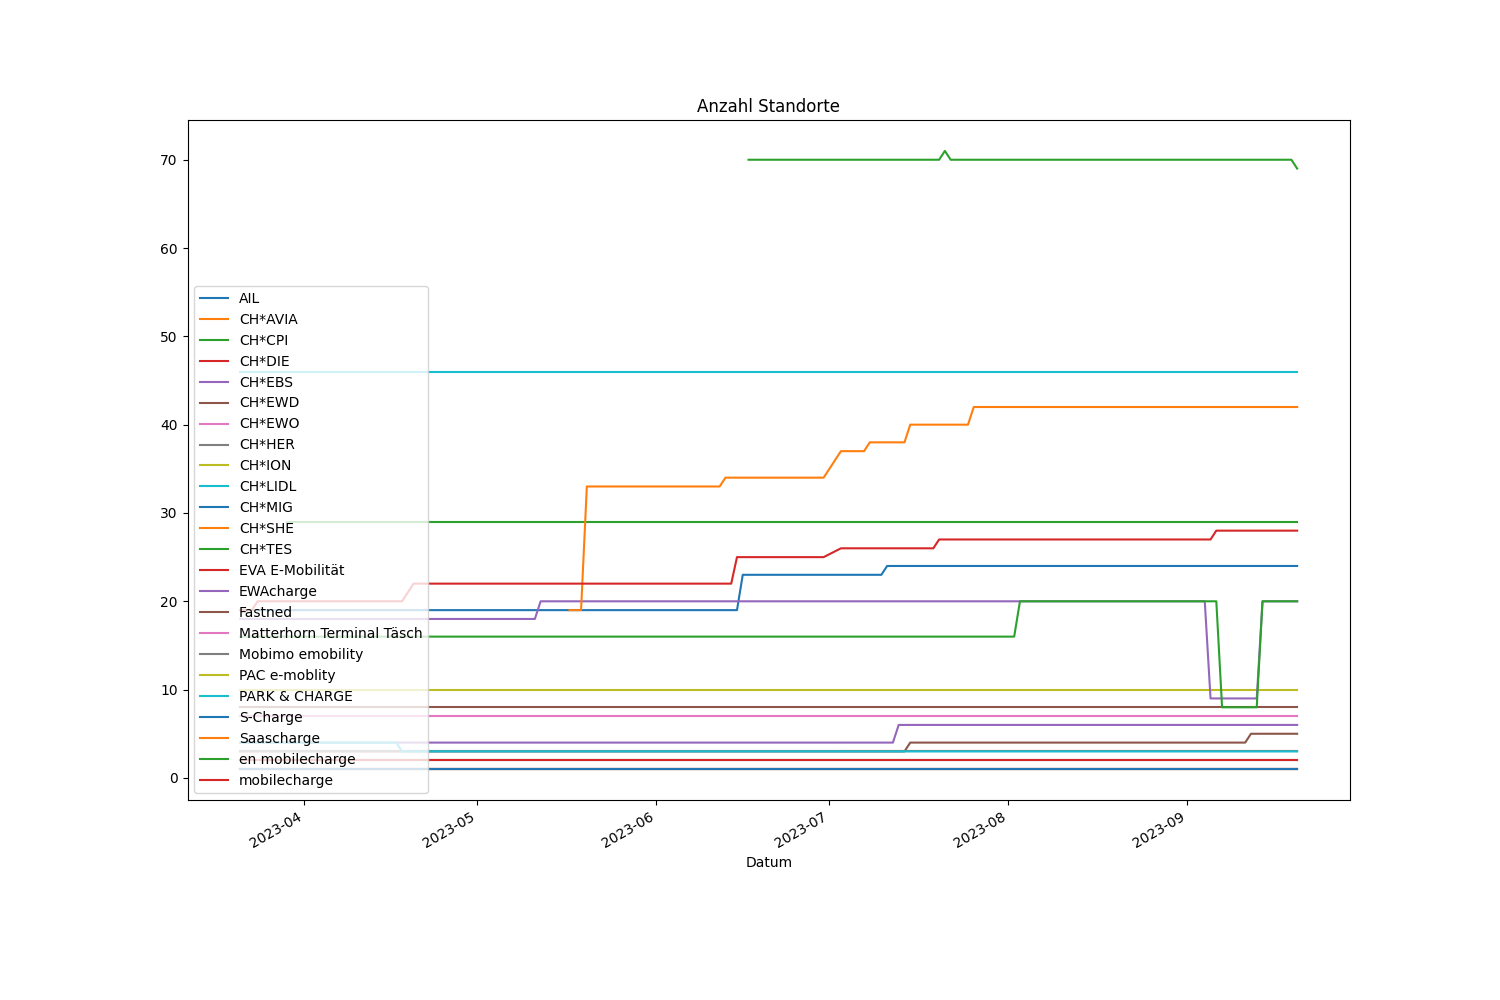 Anzahl Standorte
70
60
50
40
30
20
10
0
AIL
CH*AVIA
CH*CPI
CH*DIE
CH*EBS
CH*EWD
CH*EWO
CH*HER
CH*ION
CH*LIDL
CH*MIG
CH*SHE
CH*TES
EVA E-Mobilität
EWAcharge
Fastned
Matterhorn Terminal Täsch
Mobimo emobility
PAC e-moblity
PARK & CHARGE
S-Charge
Saascharge
en mobilecharge
mobilecharge
2023-04
2023-05
2023-06
2023-07
2023-08
2023-09
Datum